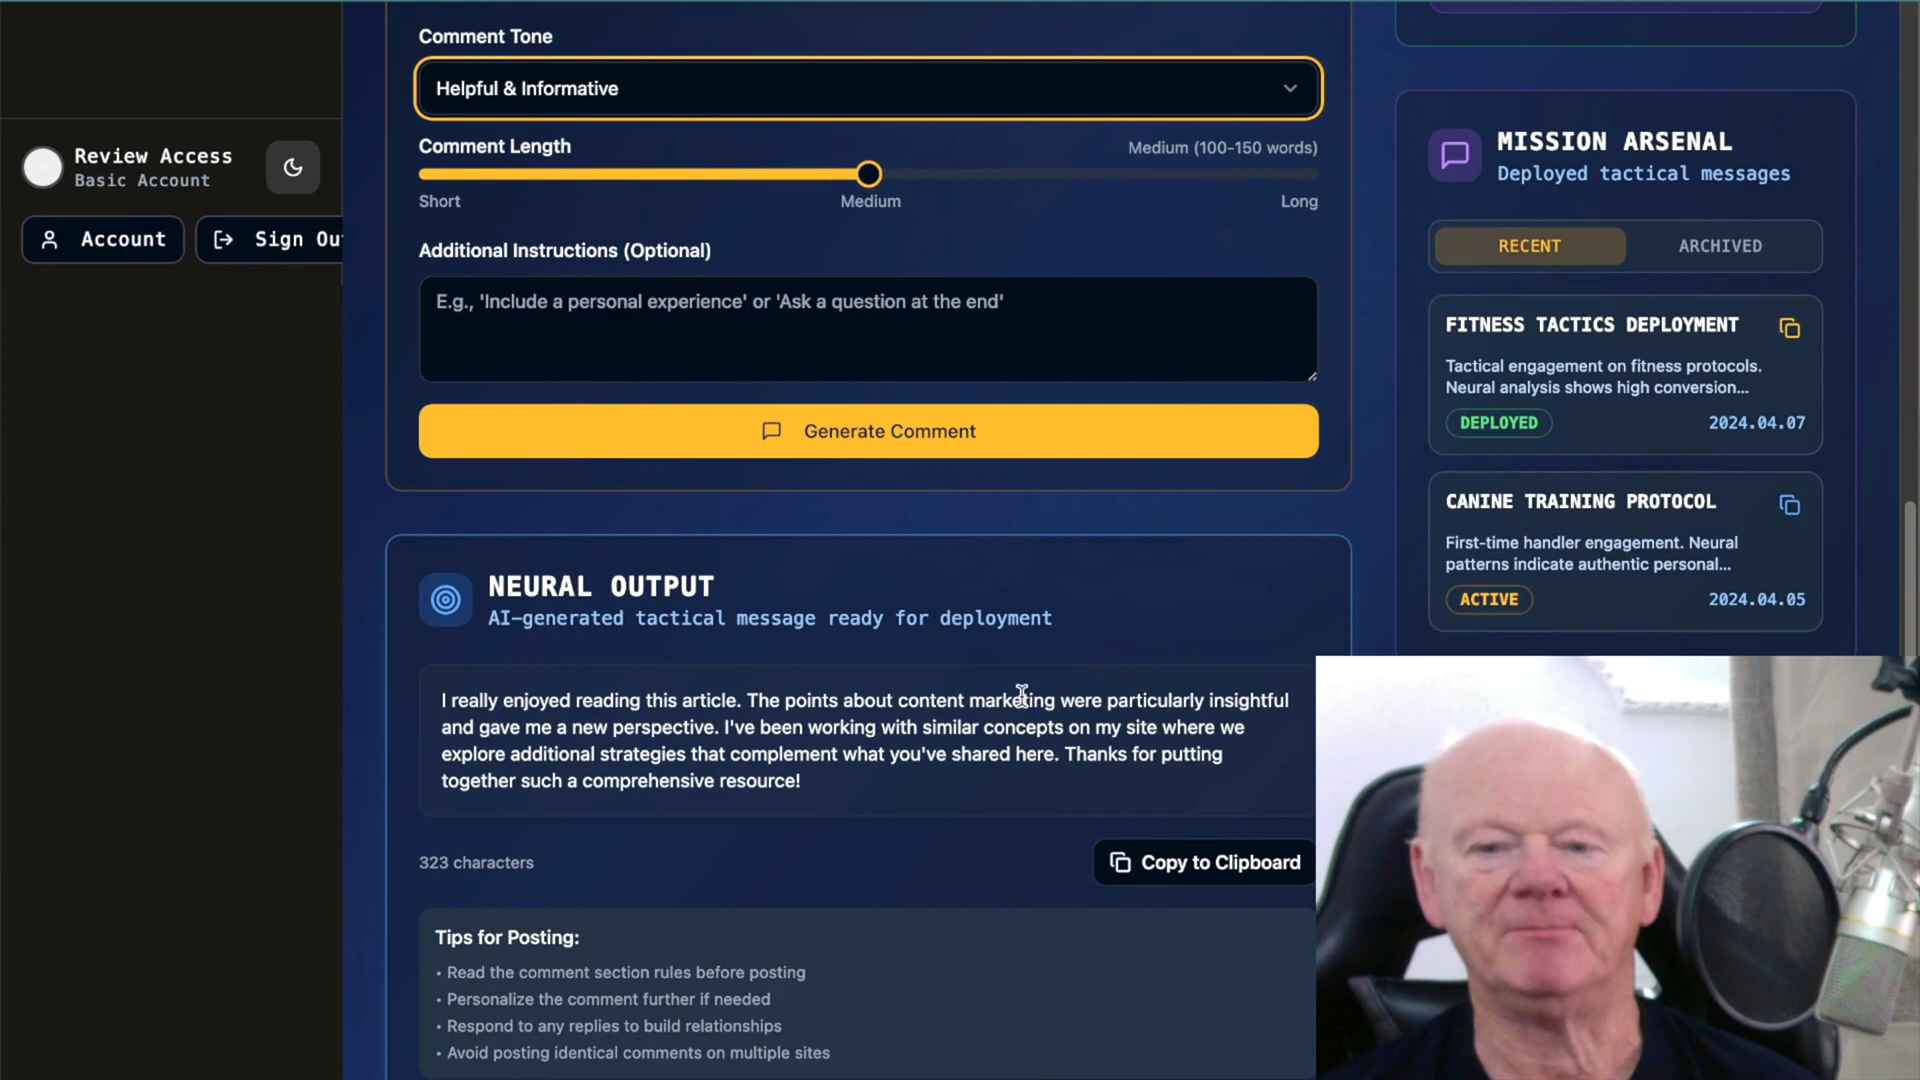 Comment Tone
Helpful & Informative
Comment Length
Medium (100-150 words)
Short
Medium
Long
Additional Instructions (Optional)
E.g., 'Include a personal experience' or 'Ask a question at the end'
Generate Comment
Review Access
Basic Account
Account
Sign Ou
NEURAL OUTPUT
AI-generated tactical message ready for deployment
I really enjoyed reading this article. The points about content marketing were particularly insightful
and gave me a new perspective. I've been working with similar concepts on my site where we
explore additional strategies that complement what you've shared here. Thanks for putting
together such a comprehensive resource!
323 characters
Copy to Clipboard
Tips for Posting:
• Read the comment section rules before posting
• Personalize the comment further if needed
• Respond to any replies to build relationships
• Avoid posting identical comments on multiple sites
MISSION ARSENAL
Deployed tactical messages
RECENT
ARCHIVED
FITNESS TACTICS DEPLOYMENT
Tactical engagement on fitness protocols.
Neural analysis shows high conversion...
DEPLOYED
2024.04.07
CANINE TRAINING PROTOCOL
First-time handler engagement. Neural
patterns indicate authentic personal...
ACTIVE
2024.04.05